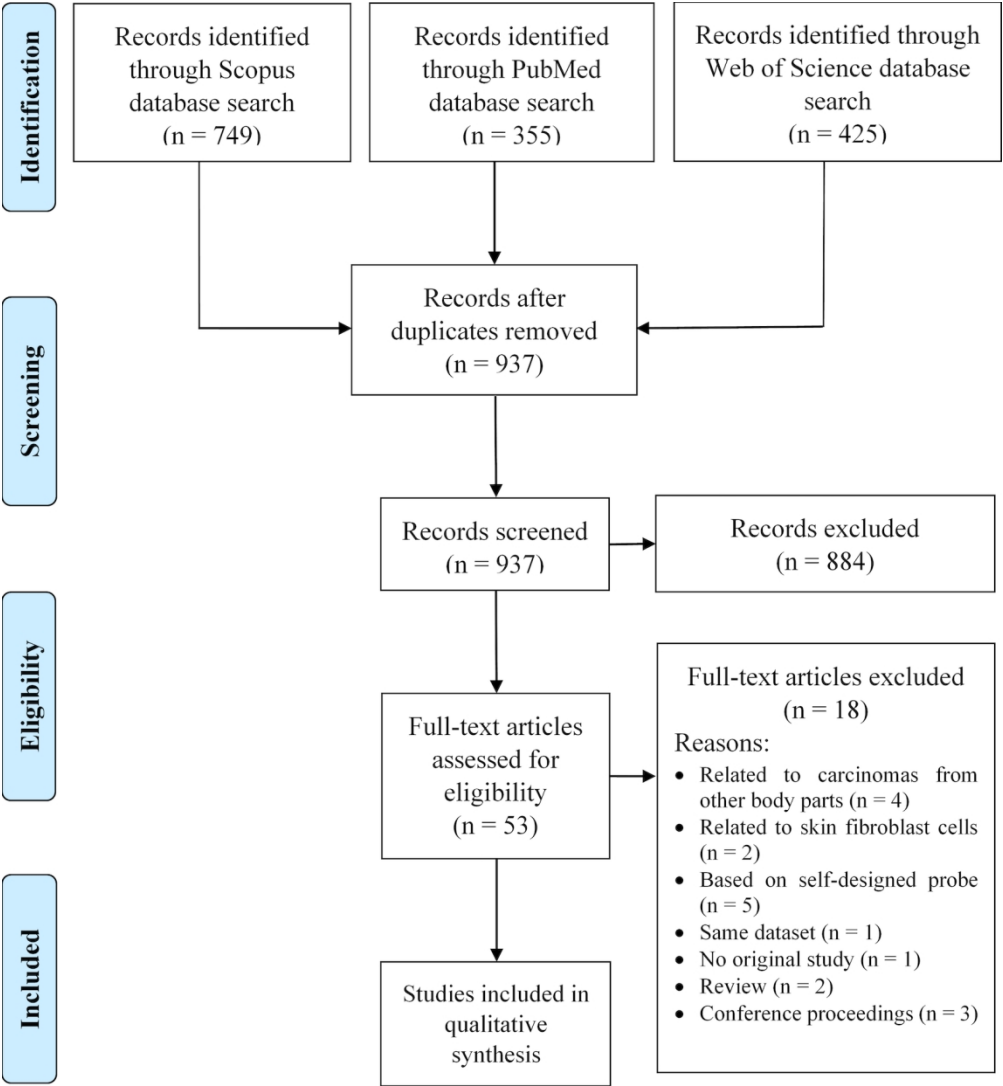 Identification
Records identified
through Scopus
database search
(n = 749)
Records identified
through PubMed
database search
(n = 355)
Records identified through
Web of Science database
search
(n = 425)
Screening
Records after
duplicates removed
(n = 937)
Records screened
(n = 937)
Records excluded
(n = 884)
Eligibility
Full-text articles
assessed for
eligibility
(n = 53)
Full-text articles excluded
(n = 18)
Reasons:
• Related to carcinomas from
other body parts (n = 4)
• Related to skin fibroblast cells
(n = 2)
• Based on self-designed probe
(n = 5)
• Same dataset (n = 1)
• No original study (n = 1)
• Review (n = 2)
• Conference proceedings (n = 3)
Included
Studies included in
qualitative
synthesis